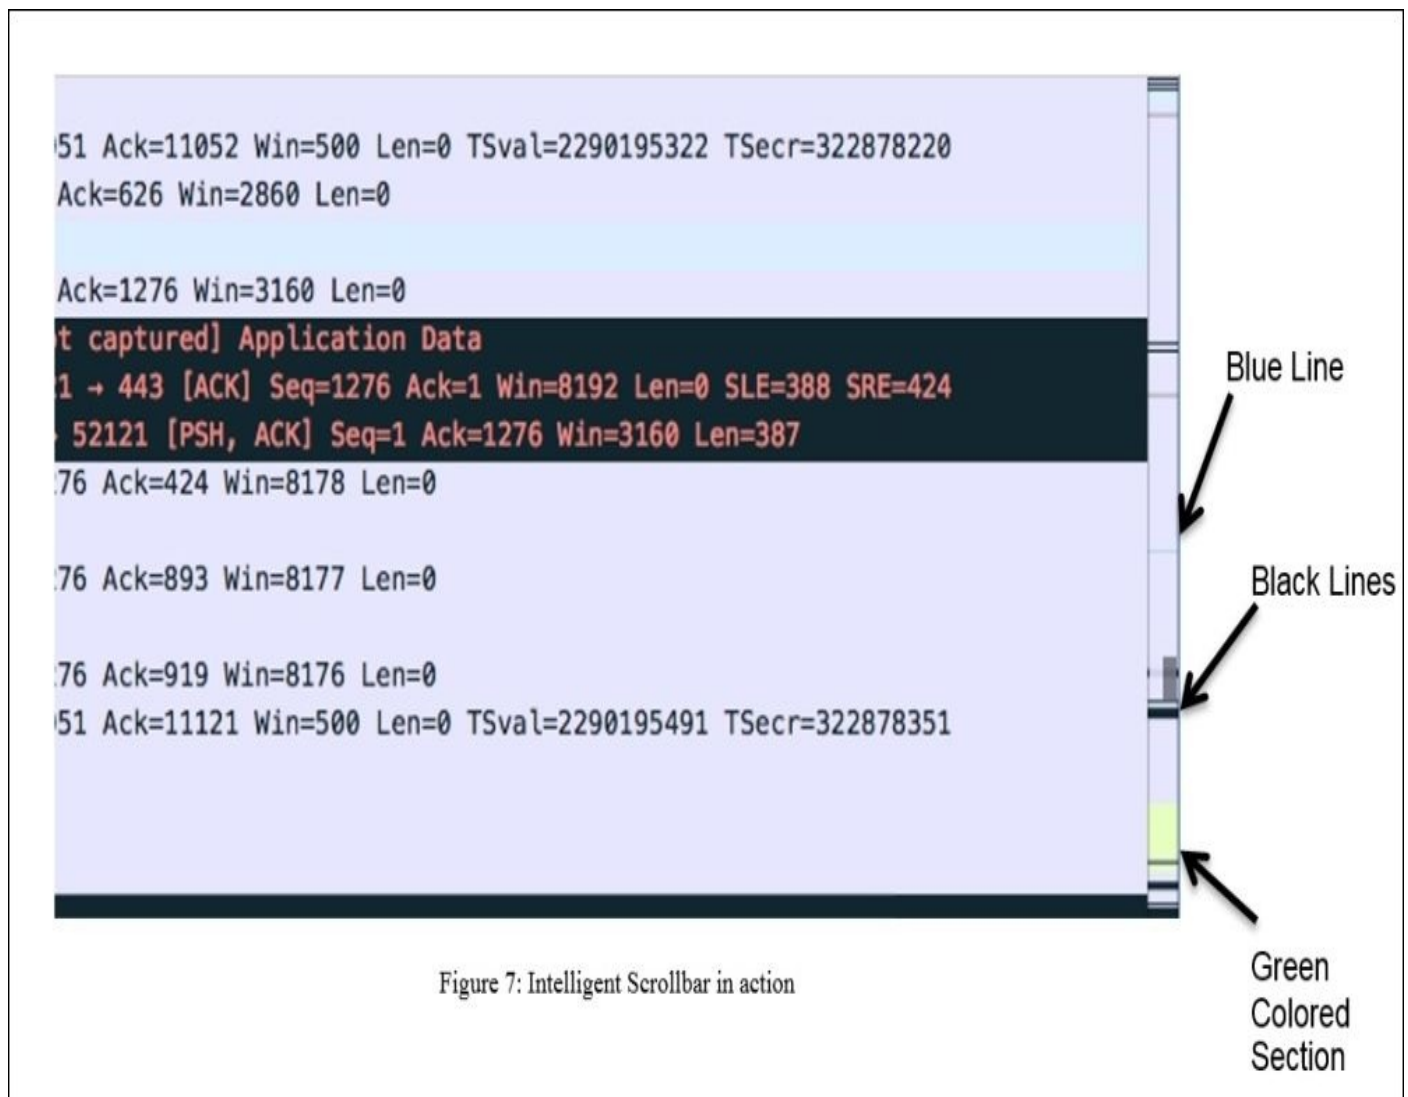 51 Ack=11052 Win=500 Len=0 TSval=2290195322 TSecr=322878220
Ack=626 Win=2860 Len=0
Ack=1276 Win=3160 Len=0
t captured] Application Data
1 → 443 [ACK] Seq=1276 Ack=1 Win=8192 Len=0 SLE=388 SRE=424
52121 [PSH, ACK] Seq=1 Ack=1276 Win=3160 Len=387
76 Ack=424 Win=8178 Len=0
76 Ack=893 Win=8177 Len=0
76 Ack=919 Win=8176 Len=0
51 Ack=11121 Win=500 Len=0 TSval=2290195491 TSecr=322878351
Blue Line
Black Lines
Green
Colored
Section
Figure 7: Intelligent Scrollbar in action